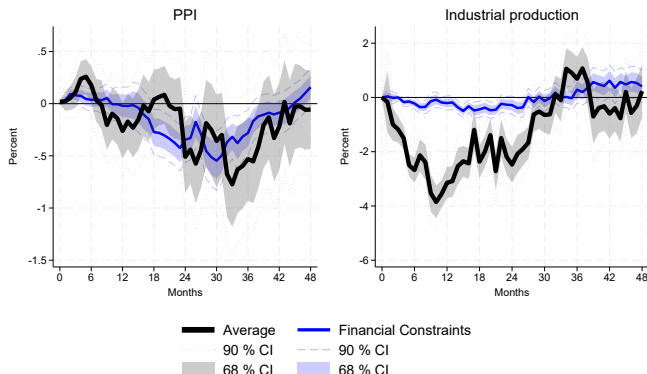 PPI
.5
0
-.5
-1
-1.5
Percent
0 6 12 18 24 30 36 42 48
Months
Industrial production
2
0
-2
-4
-6
Percent
0 6 12 18 24 30 36 42 48
Months
Average Financial Constraints
90 % CI 90 % CI
68 % CI 68 % CI